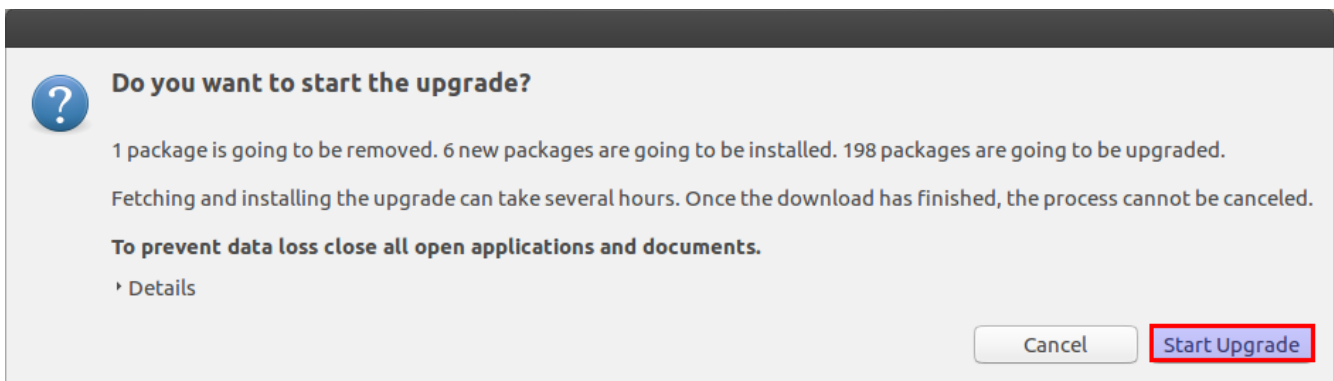 Do you want to start the upgrade?
1 package is going to be removed. 6 new packages are going to be installed. 198 packages are going to be upgraded.
Fetching and installing the upgrade can take several hours. Once the download has finished, the process cannot be canceled.
To prevent data loss close all open applications and documents.
Details
Cancel
Start Upgrade